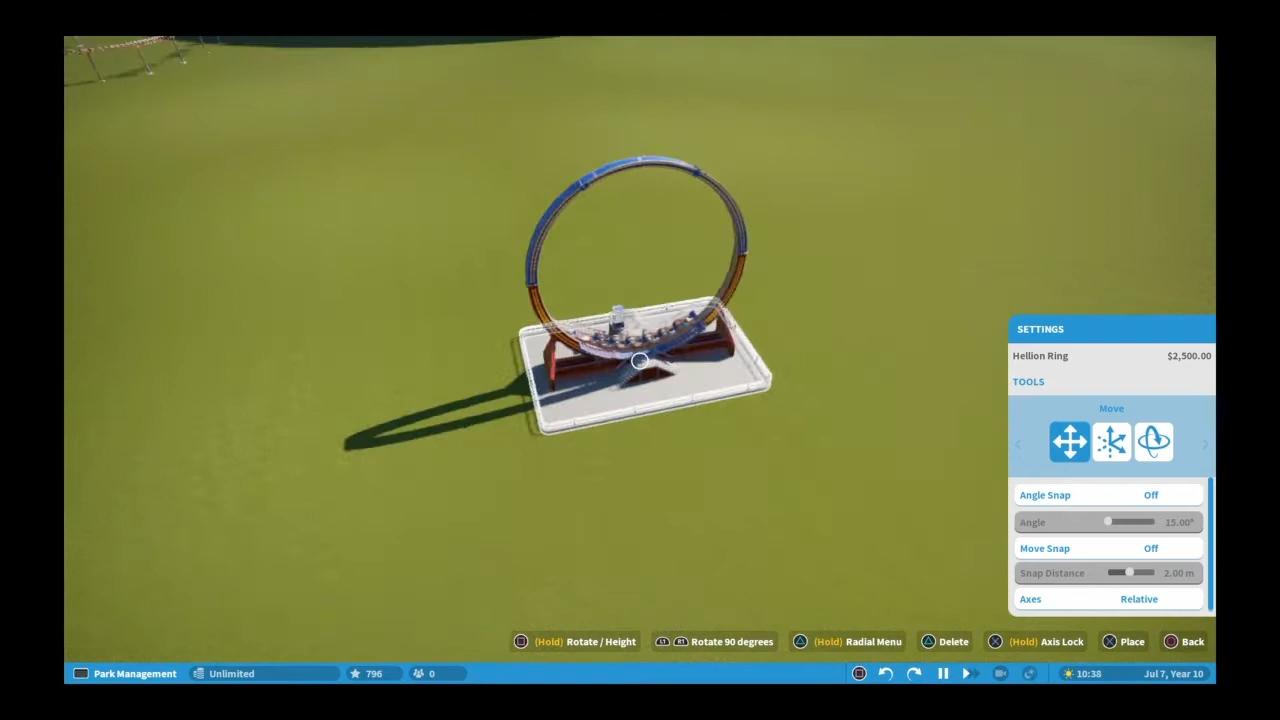 SETTINGS
Hellion Ring $2,500.00
TOOLS
Move
Angle Snap Off
Angle 15.00°
Move Snap Off
Snap Distance 2.00 m
Axes Relative
(Hold) Rotate / Height L1 R1 Rotate 90 degrees (Hold) Radial Menu Delete (Hold) Axis Lock Place Back
Park Management Unlimited 796 0 10:38 Jul 7, Year 10